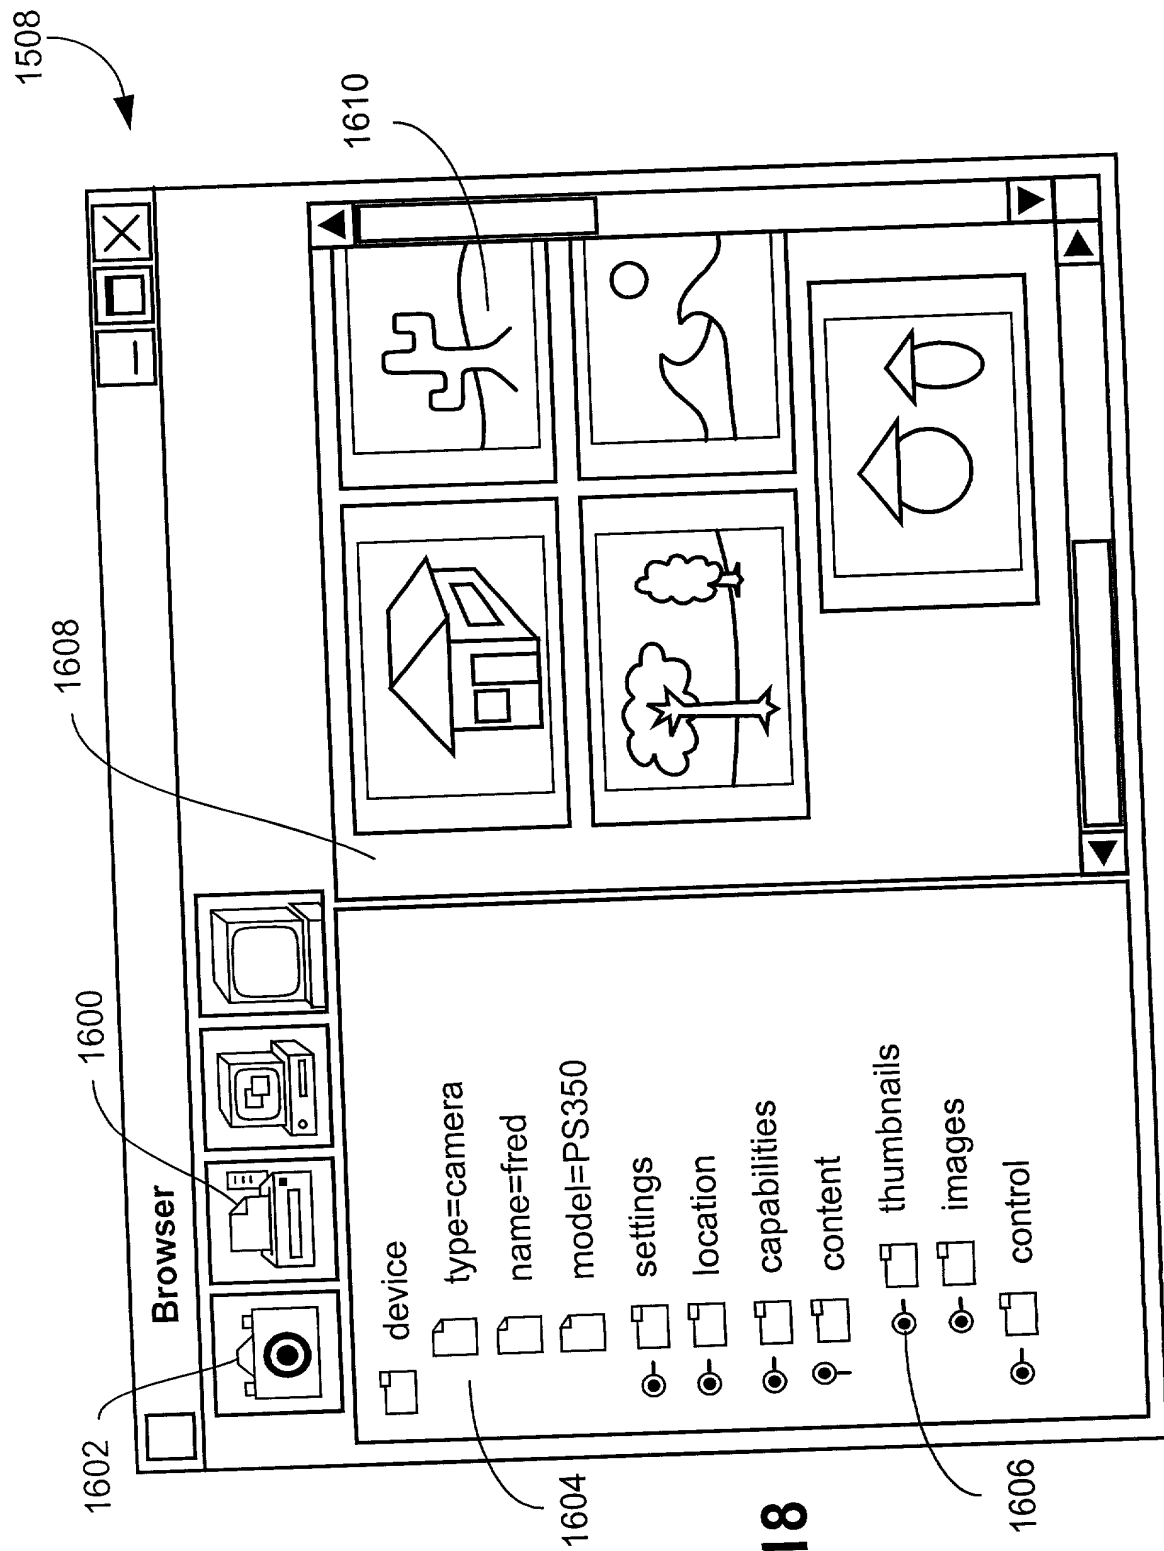 1508
Browser
1602
1600
1608
1610
device
type=camera
name=fred
model=PS350
settings
location
capabilities
content
thumbnails
images
control
1604
1606
18